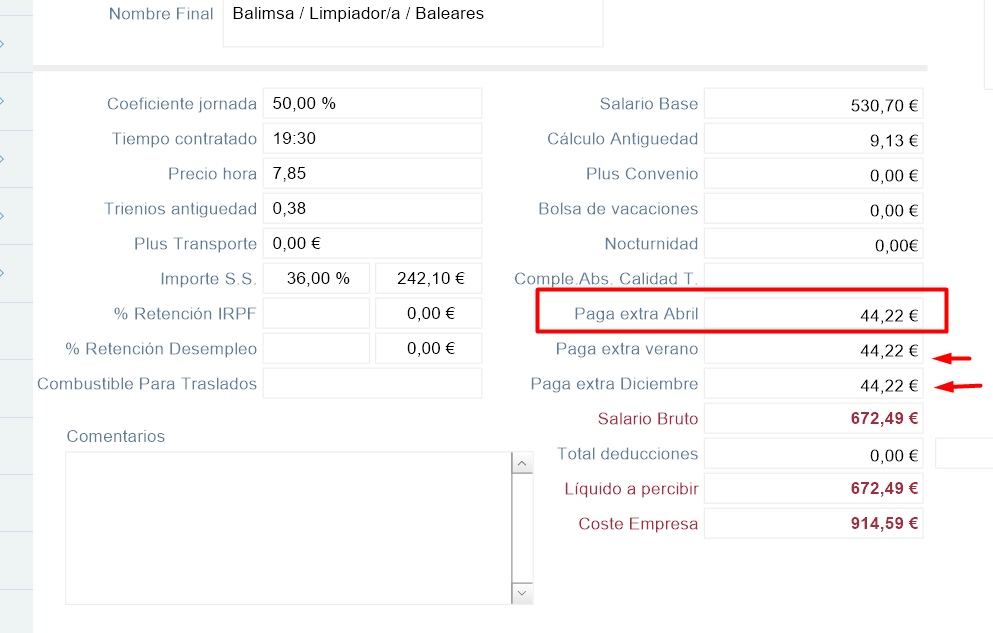 Nombre Final Balimsa / Limpiador/a / Baleares
Coeficiente jornada 50,00 %
Tiempo contratado 19:30
Precio hora 7,85
Trienios antiguedad 0,38
Plus Transporte 0,00 €
Importe S.S. 36,00 % 242,10 €
% Retención IRPF 0,00 €
% Retención Desempleo 0,00 €
Combustible Para Traslados
Comentarios
Salario Base 530,70 €
Cálculo Antiguedad 9,13 €
Plus Convenio 0,00 €
Bolsa de vacaciones 0,00 €
Nocturnidad 0,00€
Comple.Abs. Calidad T.
Paga extra Abril 44,22 €
Paga extra verano 44,22 €
Paga extra Diciembre 44,22 €
Salario Bruto 672,49 €
Total deducciones 0,00 €
Líquido a percibir 672,49 €
Coste Empresa 914,59 €